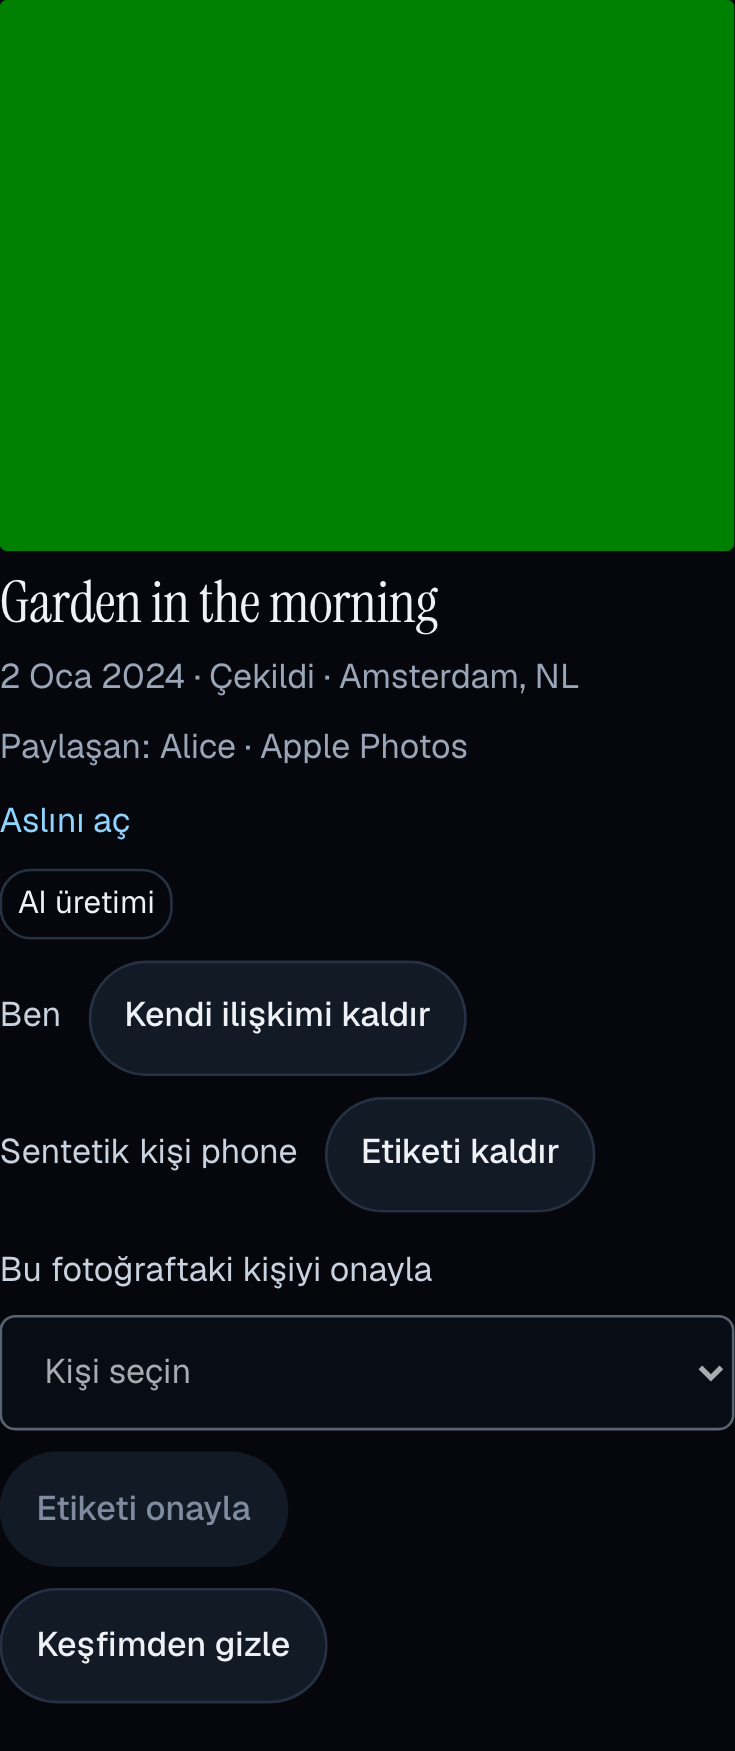 Garden in the morning
2 Oca 2024 · Çekildi · Amsterdam, NL
Paylaşan: Alice · Apple Photos
Aslını aç
AI üretimi
Ben Kendi ilişkimi kaldır
Sentetik kişi phone Etiketi kaldır
Bu fotoğraftaki kişiyi onayla
Kişi seçin
Etiketi onayla
Keşfimden gizle